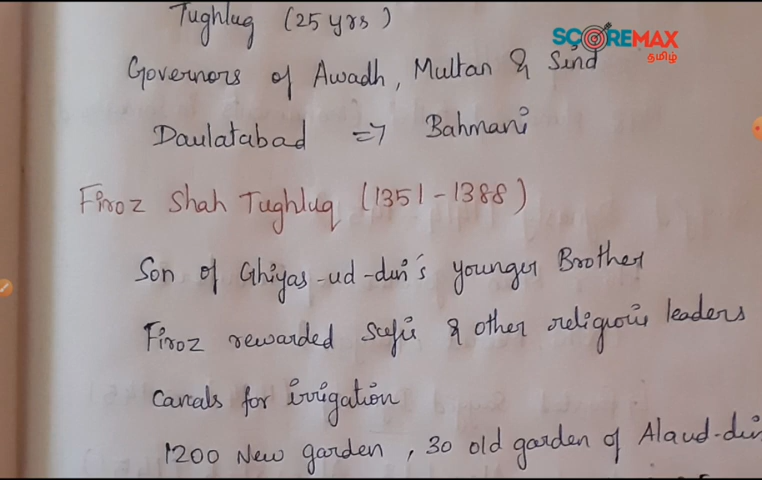 Tughluq (25 yrs)
SCOREMAX
தமிழ்
Governors of Awadh, Multan & Sind
Daulatabad => Bahmani
Firoz Shah Tughluq (1351-1388)
Son of Ghiyas-ud-din's younger Brother
Firoz rewarded Sufis & other religious leaders
Canals for irrigation
1200 New garden, 30 old garden of Alaud-din